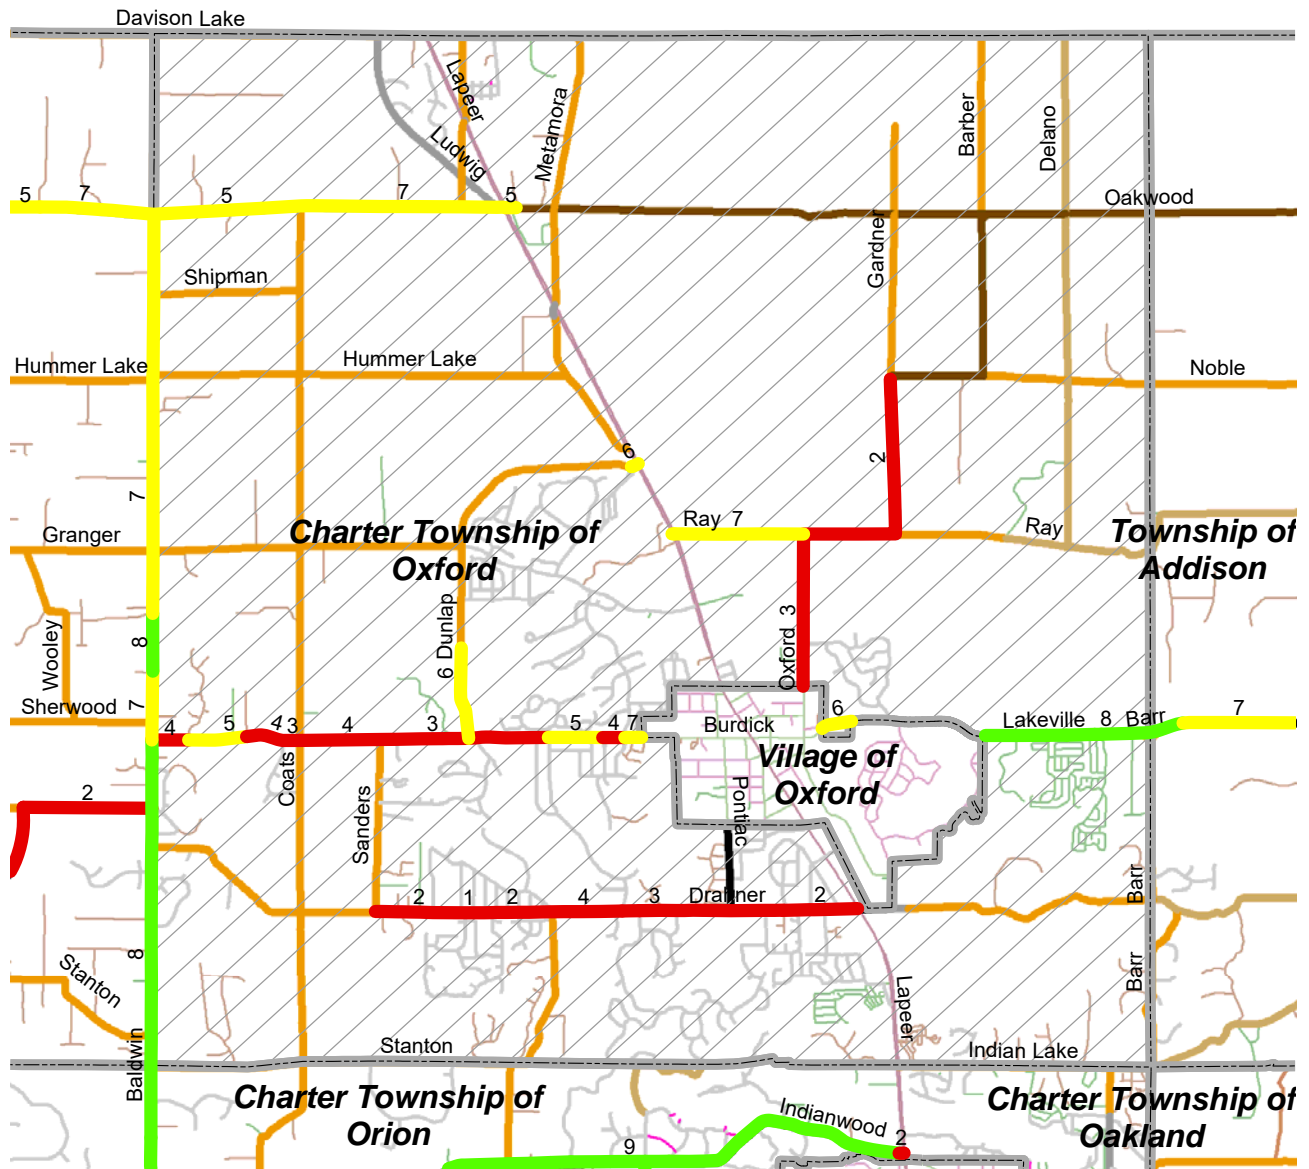 Davison Lake
Lapeer
Ludwig
Metamora
Barber
Delano
5
7
5
7
5
Oakwood
Gardner
Shipman
Hummer Lake
Hummer Lake
Noble
6
2
7
Granger
Charter Township of
Oxford
Ray 7
Ray
Township of
Addison
8
Wooley
6 Dunlap
Oxford 3
Sherwood
7
4
5
4
3
4
3
5
4
7
Burdick
6
Lakeville 8 Barr
7
Village of
Oxford
2
Coats
Sanders
Pontiac
2
1
2
4
3
Drahner
2
Barr
8
Stanton
Lapeer
Barr
Baldwin
Stanton
Indian Lake
Charter Township of
Orion
Indianwood
2
9
Charter Township of
Oakland